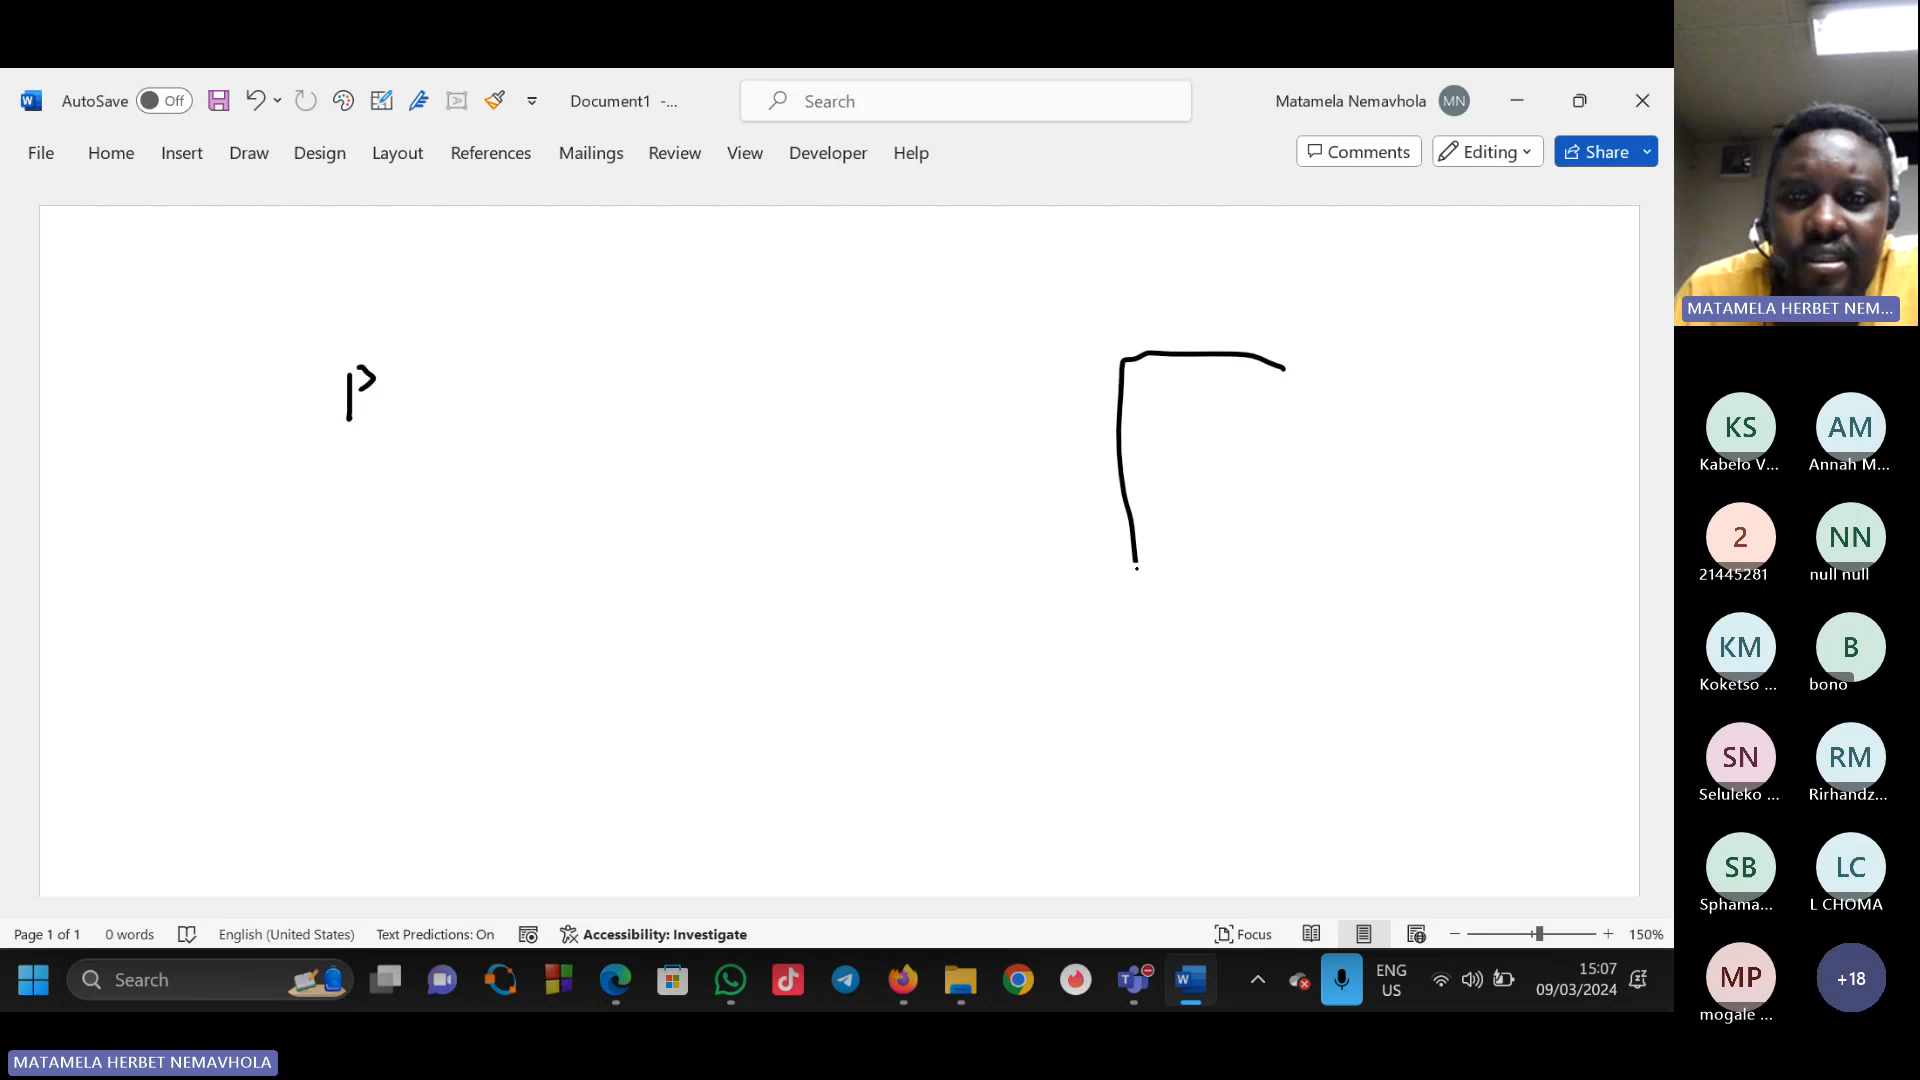 AutoSave Off Document1 -... Search Matamela Nemavhola MN
File Home Insert Draw Design Layout References Mailings Review View Developer Help Comments Editing Share
MATAMELA HERBET NEM...
P
KS AM
Kabelo V... Annah M...
2 NN
21445281 null null
KM B
Koketso ... bono
SN RM
Seluleko ... Rirhandz...
SB LC
Sphama... L CHOMA
MP +18
mogale ...
Page 1 of 1 0 words English (United States) Text Predictions: On Accessibility: Investigate Focus 150%
Search ENG US 15:07 09/03/2024
MATAMELA HERBET NEMAVHOLA